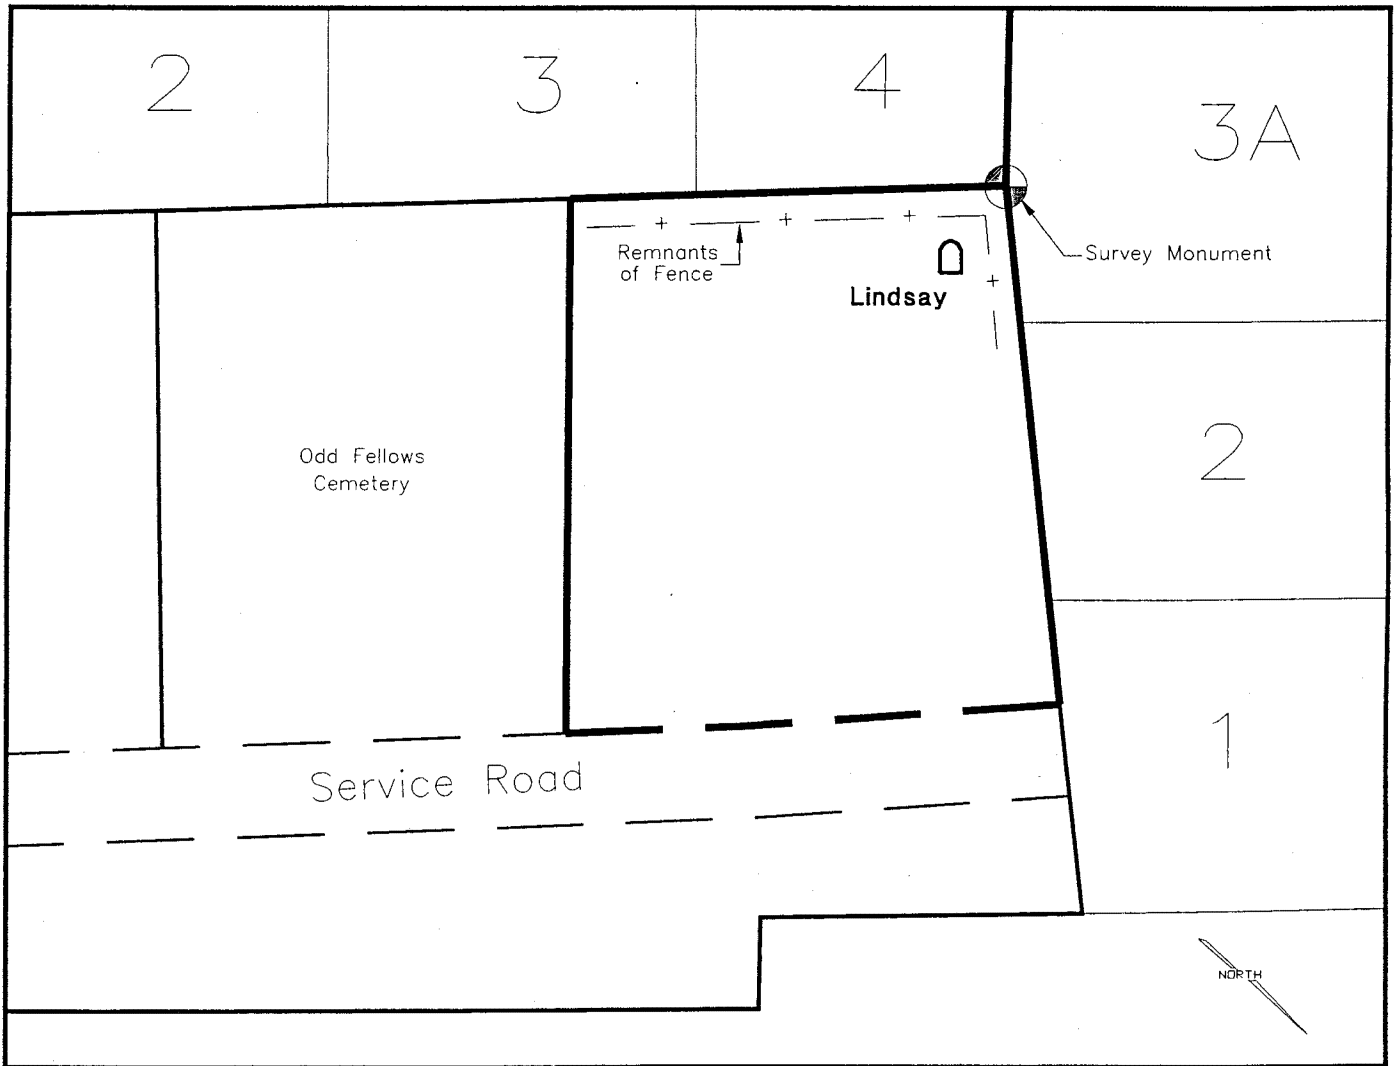 2
3
4
3A
Remnants
of Fence
Survey Monument
Lindsay
Odd Fellows
Cemetery
2
1
Service Road
NORTH